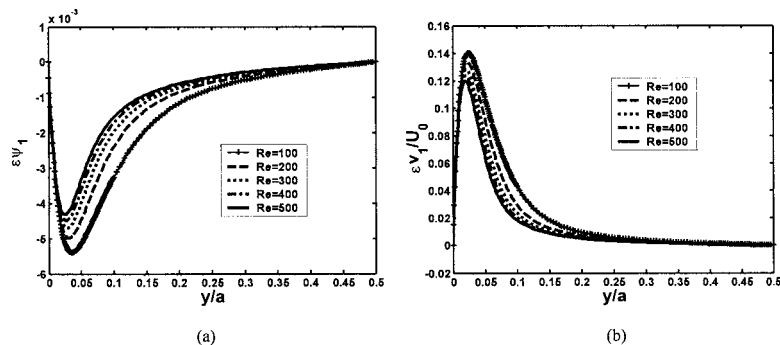 x 10^-3
0
-1
-2
-3
-4
-5
-6
εψ1
Re=100
Re=200
Re=300
Re=400
Re=500
0 0.05 0.1 0.15 0.2 0.25 0.3 0.35 0.4 0.45 0.5
y/a
(a)
0.16
0.14
0.12
0.1
0.08
0.06
0.04
0.02
0
-0.02
ε v1/U0
Re=100
Re=200
Re=300
Re=400
Re=500
0 0.05 0.1 0.15 0.2 0.25 0.3 0.35 0.4 0.45 0.5
y/a
(b)